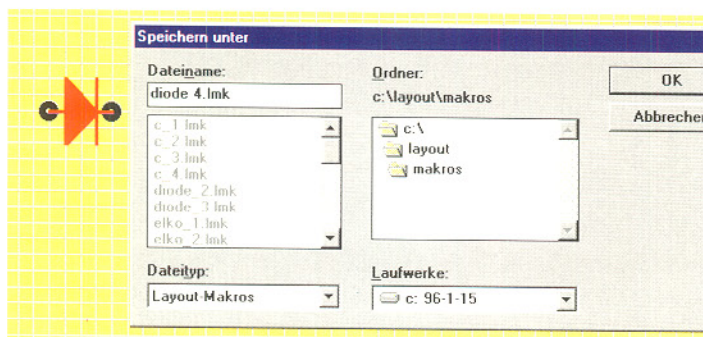 Speichern unter
Dateiname:
diode 4.lmk
c_1.lmk
c_2.lmk
c_3.lmk
c_4.lmk
diode_2.lmk
diode_3.lmk
elko_1.lmk
elko_2.lmk
Dateityp:
Layout-Makros
Ordner:
c:\layout\makros
c:\
layout
makros
Laufwerke:
c: 96-1-15
OK
Abbrechen